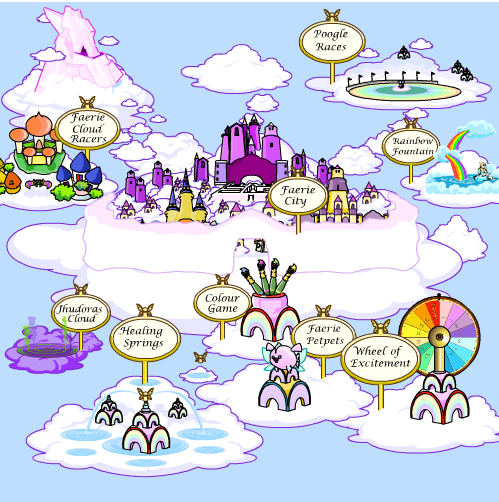 Poogle
Races
Faerie
Cloud
Racers
Rainbow
Fountain
Faerie
City
Jhudoras
Cloud
Colour
Game
Healing
Springs
Faerie
Petpets
Wheel of
Excitement